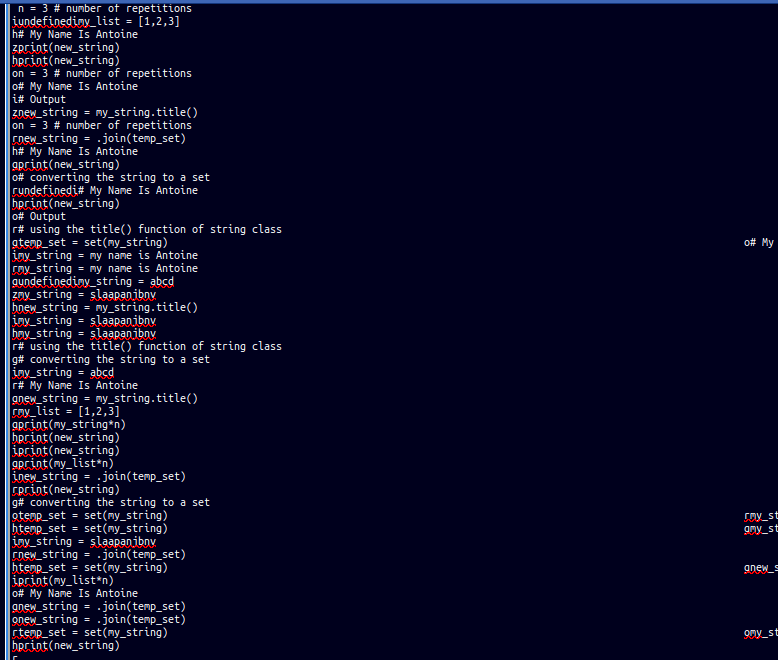 n = 3 # number of repetitions
iundefinedimy_list = [1,2,3]
h# My Name Is Antoine
zprint(new_string)
hprint(new_string)
on = 3 # number of repetitions
o# My Name Is Antoine
i# Output
znew_string = my_string.title()
on = 3 # number of repetitions
rnew_string = .join(temp_set)
h# My Name Is Antoine
gprint(new_string)
o# converting the string to a set
rundefinedi# My Name Is Antoine
hprint(new_string)
o# Output
r# using the title() function of string class
gtemp_set = set(my_string) o# My
imy_string = my name is Antoine
rmy_string = my name is Antoine
gundefinedimy_string = abcd
zmy_string = slaapanjbnv
hnew_string = my_string.title()
imy_string = slaapanjbnv
hmy_string = slaapanjbnv
r# using the title() function of string class
g# converting the string to a set
imy_string = abcd
r# My Name Is Antoine
gnew_string = my_string.title()
rmy_list = [1,2,3]
gprint(my_string*n)
hprint(new_string)
iprint(new_string)
gprint(my_list*n)
inew_string = .join(temp_set)
rprint(new_string)
g# converting the string to a set
otemp_set = set(my_string) rmy_st
htemp_set = set(my_string) gmy_st
imy_string = slaapanjbnv
rnew_string = .join(temp_set)
htemp_set = set(my_string) gnew_s
iprint(my_list*n)
o# My Name Is Antoine
gnew_string = .join(temp_set)
onew_string = .join(temp_set)
rtemp_set = set(my_string) omy_st
hprint(new_string)